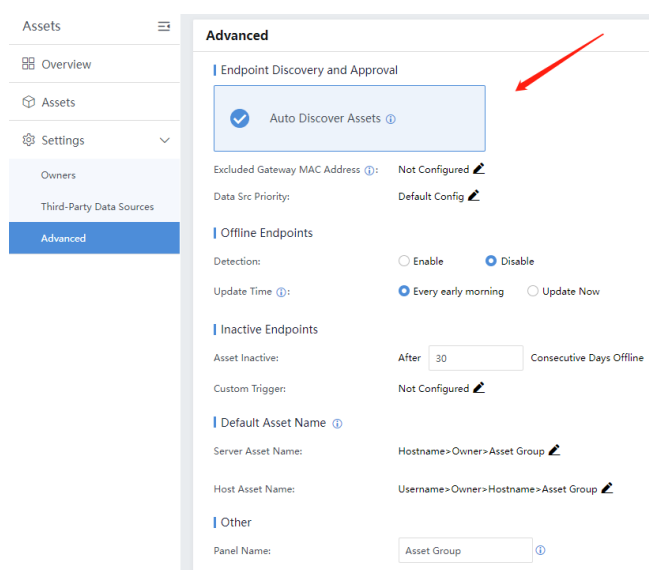 Assets
Overview
Assets
Settings
Owners
Third-Party Data Sources
Advanced
Advanced
Endpoint Discovery and Approval
Auto Discover Assets
Excluded Gateway MAC Address : Not Configured
Data Src Priority: Default Config
Offline Endpoints
Detection: Enable Disable
Update Time : Every early morning Update Now
Inactive Endpoints
Asset Inactive: After 30 Consecutive Days Offline
Custom Trigger: Not Configured
Default Asset Name
Server Asset Name: Hostname>Owner>Asset Group
Host Asset Name: Username>Owner>Hostname>Asset Group
Other
Panel Name: Asset Group